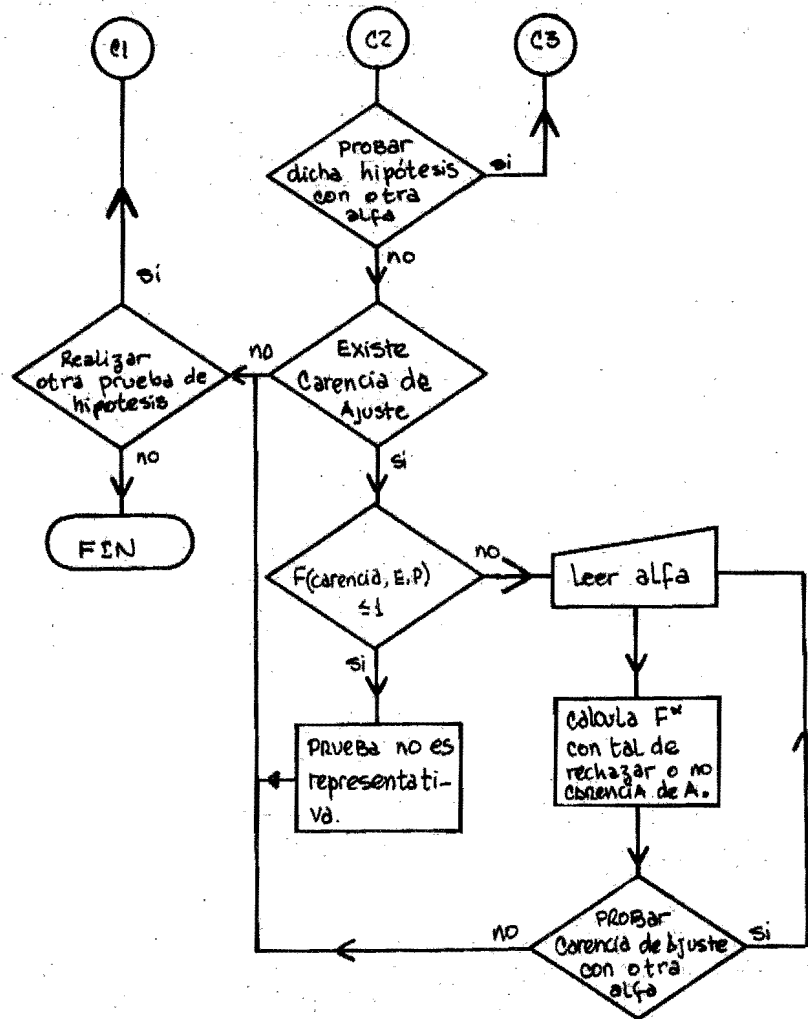 C1
C2
C3
PROBAR
dicha hipótesis
con otra
alfa
si
no
Existe
Carencia de
Ajuste
no
si
Realizar
otra prueba de
hipotesis
sí
no
FIN
F(carencia, E.P)
≤1
no
si
Leer alfa
PRUEBA no es
representati-
va.
calcula F*
con tal de
rechazar o no
carencia de A.
PROBAR
Carencia de Ajuste
con otra
alfa
no
si